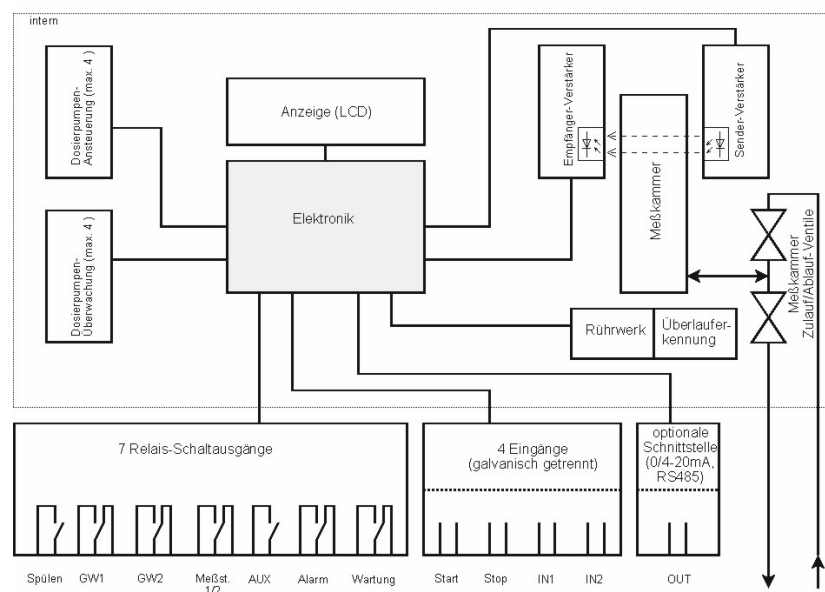 intern
Dosierpumpen-
Ansteuerung (max. 4 )
Anzeige (LCD)
Empfänger-Verstärker
Sender-Verstärker
Meßkammer
Elektronik
Dosierpumpen-
Überwachung (max. 4 )
Meßkammer
Zulauf/Ablauf-Ventile
Rührwerk
Überlaufer-
kennung
7 Relais-Schaltausgänge
4 Eingänge
(galvanisch getrennt)
optionale
Schnittstelle
(0/4-20mA,
RS485)
Spülen
GW1
GW2
Meßst.
1/2
AUX
Alarm
Wartung
Start
Stop
IN1
IN2
OUT